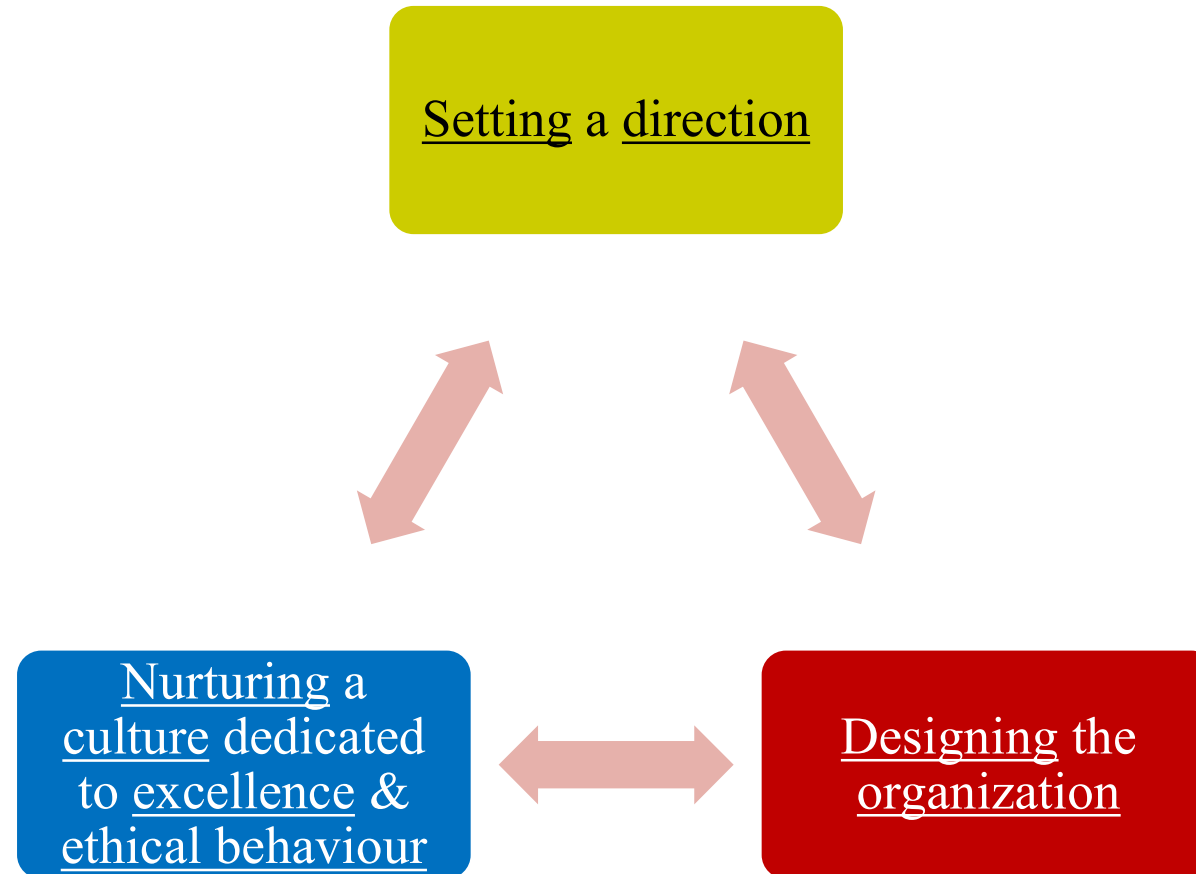 Setting a direction
Nurturing a
culture dedicated
to excellence &
ethical behaviour
Designing the
organization